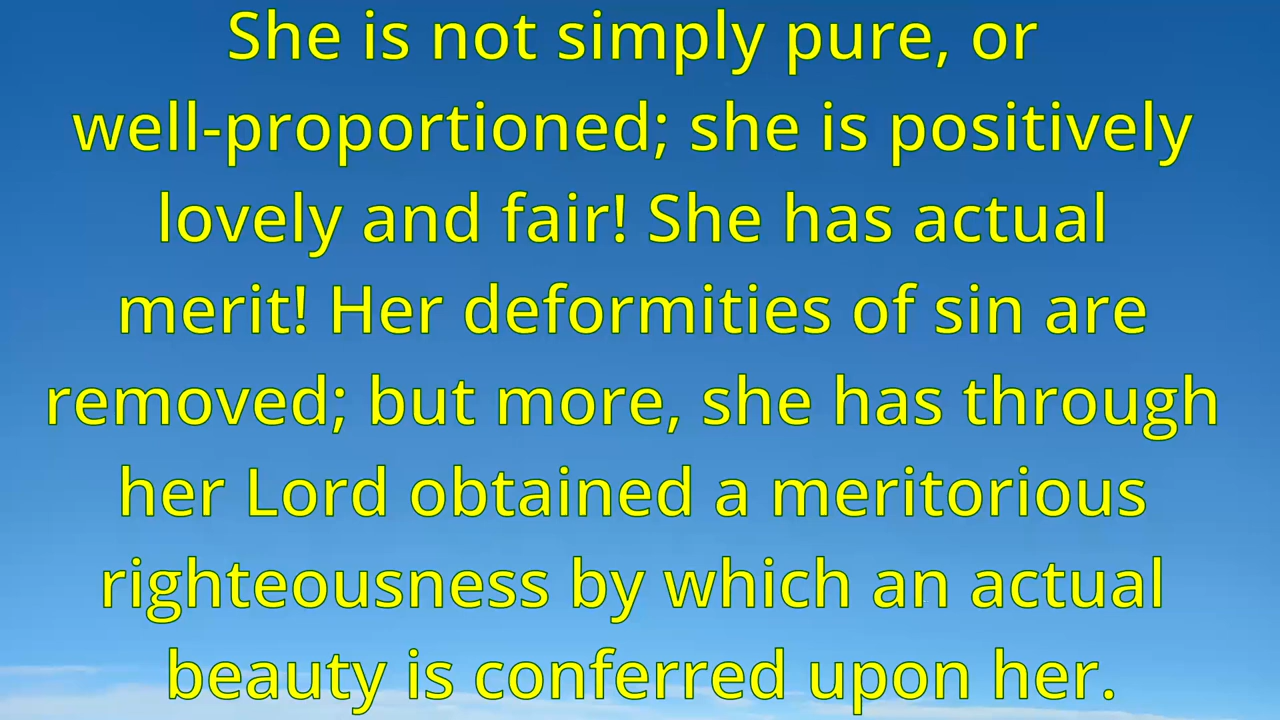 She is not simply pure, or
well-proportioned; she is positively
lovely and fair! She has actual
merit! Her deformities of sin are
removed; but more, she has through
her Lord obtained a meritorious
righteousness by which an actual
beauty is conferred upon her.